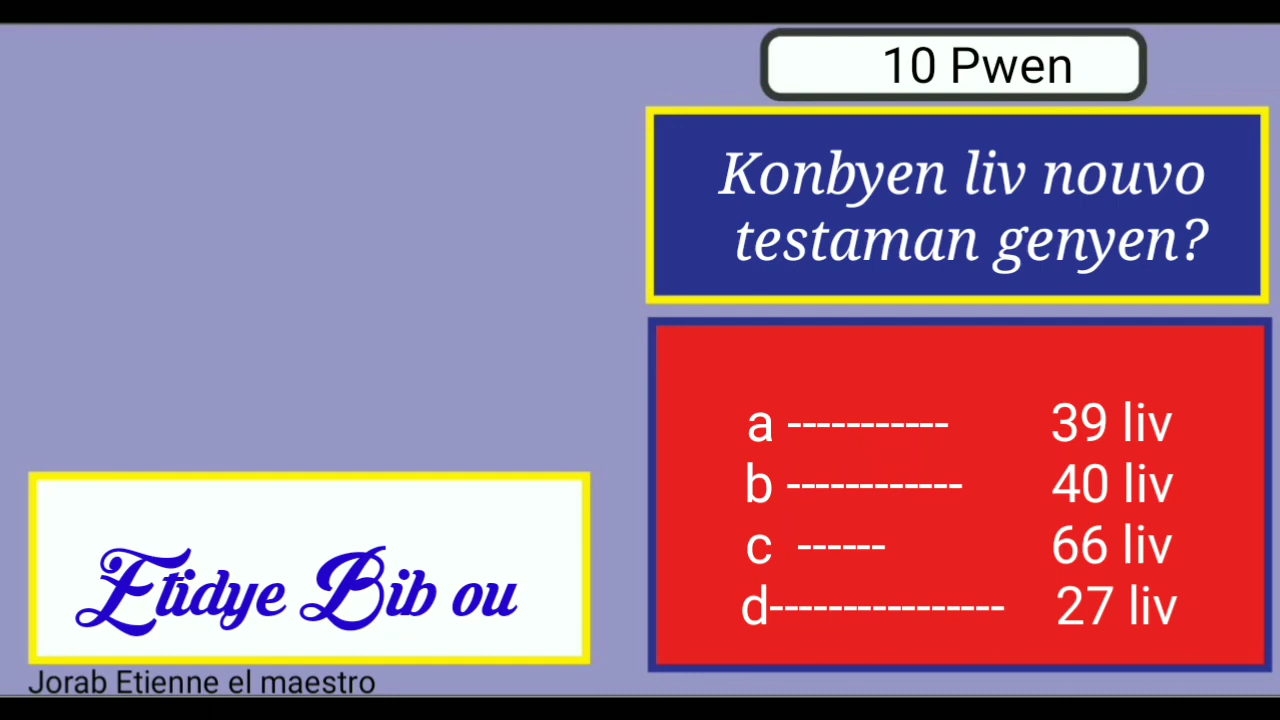 10 Pwen
Konbyen liv nouvo
testaman genyen?
a ----------- 39 liv
b ------------ 40 liv
c ------ 66 liv
d---------------- 27 liv
Etidye Bib ou
Jorab Etienne el maestro